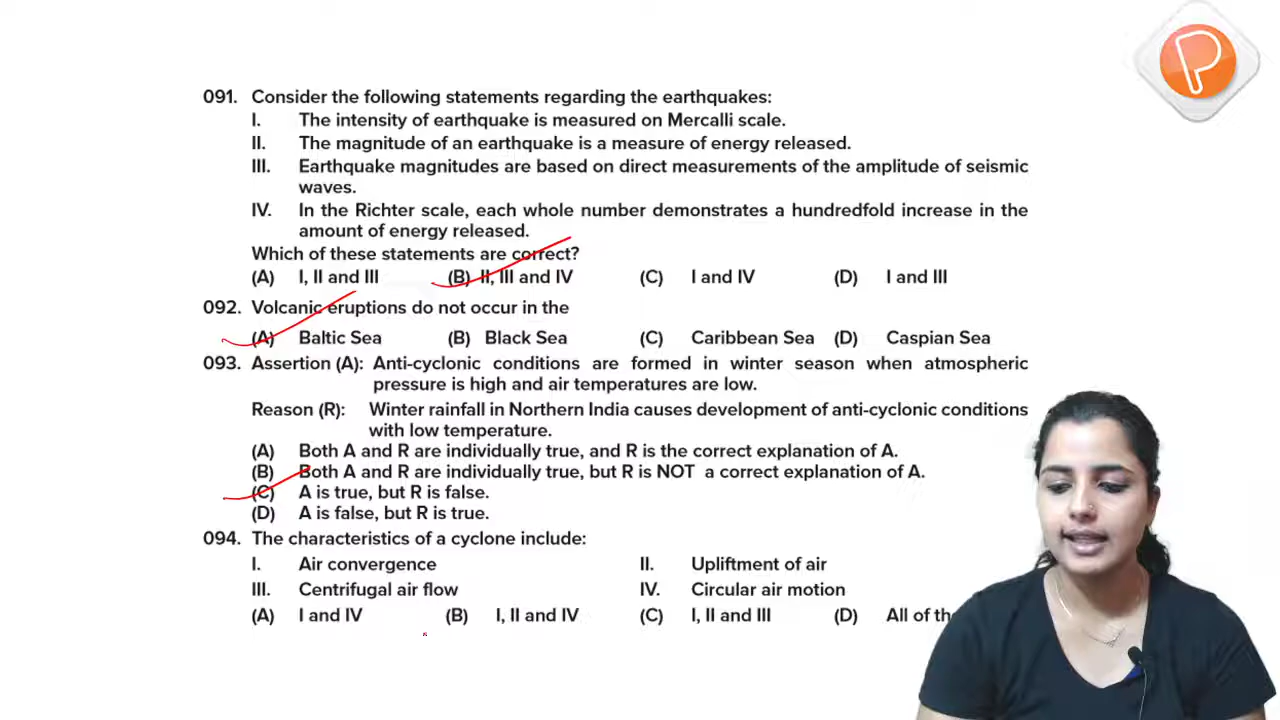 091. Consider the following statements regarding the earthquakes:
I. The intensity of earthquake is measured on Mercalli scale.
II. The magnitude of an earthquake is a measure of energy released.
III. Earthquake magnitudes are based on direct measurements of the amplitude of seismic
waves.
IV. In the Richter scale, each whole number demonstrates a hundredfold increase in the
amount of energy released.
Which of these statements are correct?
(A) I, II and III (B) II, III and IV (C) I and IV (D) I and III
092. Volcanic eruptions do not occur in the
(A) Baltic Sea (B) Black Sea (C) Caribbean Sea (D) Caspian Sea
093. Assertion (A): Anti-cyclonic conditions are formed in winter season when atmospheric
pressure is high and air temperatures are low.
Reason (R): Winter rainfall in Northern India causes development of anti-cyclonic conditions
with low temperature.
(A) Both A and R are individually true, and R is the correct explanation of A.
(B) Both A and R are individually true, but R is NOT a correct explanation of A.
(C) A is true, but R is false.
(D) A is false, but R is true.
094. The characteristics of a cyclone include:
I. Air convergence II. Upliftment of air
III. Centrifugal air flow IV. Circular air motion
(A) I and IV (B) I, II and IV (C) I, II and III (D) All of
P